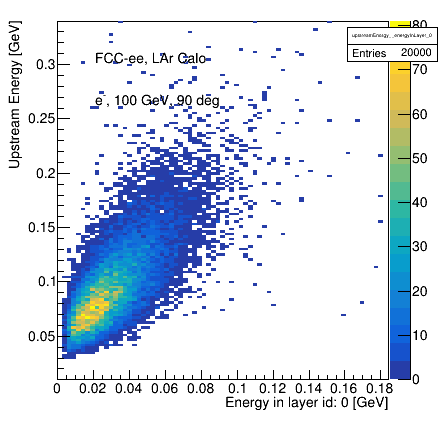 upstreamEnergy_energyInLayer_0
Entries 20000
FCC-ee, LAr Calo
e-, 100 GeV, 90 deg
Upstream Energy [GeV]
0.3
0.25
0.2
0.15
0.1
0.05
80
70
60
50
40
30
20
10
0
0 0.02 0.04 0.06 0.08 0.1 0.12 0.14 0.16 0.18
Energy in layer id: 0 [GeV]